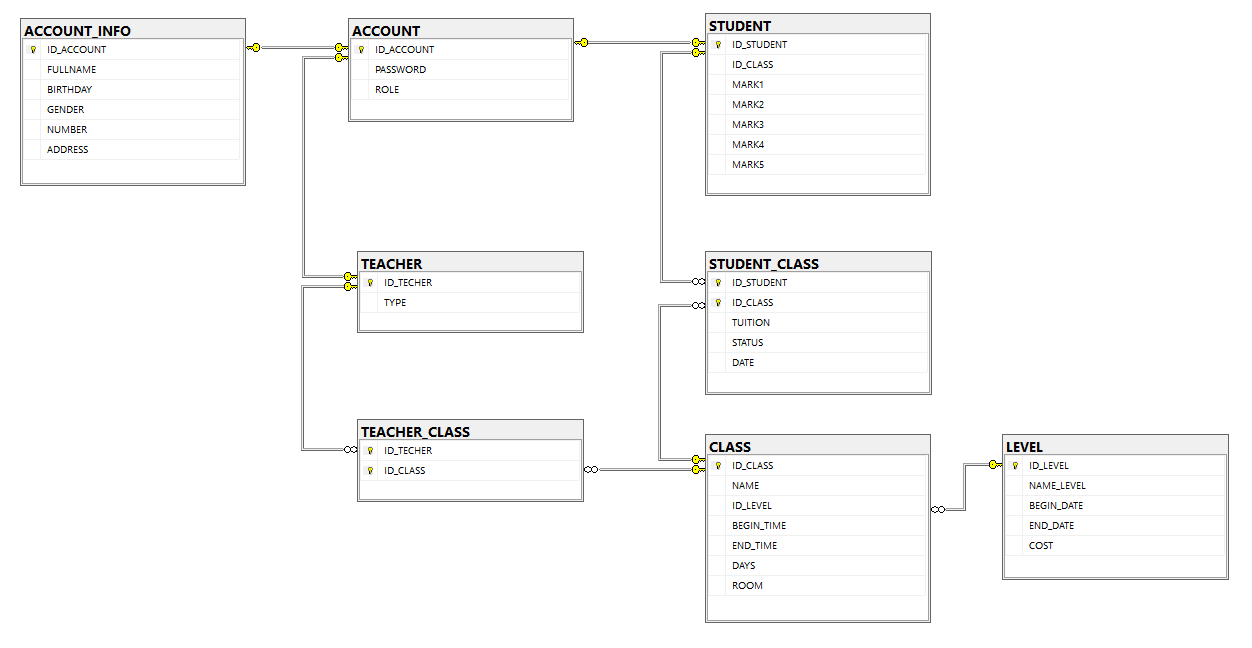 ACCOUNT_INFO
ID_ACCOUNT
FULLNAME
BIRTHDAY
GENDER
NUMBER
ADDRESS
ACCOUNT
ID_ACCOUNT
PASSWORD
ROLE
STUDENT
ID_STUDENT
ID_CLASS
MARK1
MARK2
MARK3
MARK4
MARK5
TEACHER
ID_TECHER
TYPE
STUDENT_CLASS
ID_STUDENT
ID_CLASS
TUITION
STATUS
DATE
TEACHER_CLASS
ID_TECHER
ID_CLASS
CLASS
ID_CLASS
NAME
ID_LEVEL
BEGIN_TIME
END_TIME
DAYS
ROOM
LEVEL
ID_LEVEL
NAME_LEVEL
BEGIN_DATE
END_DATE
COST